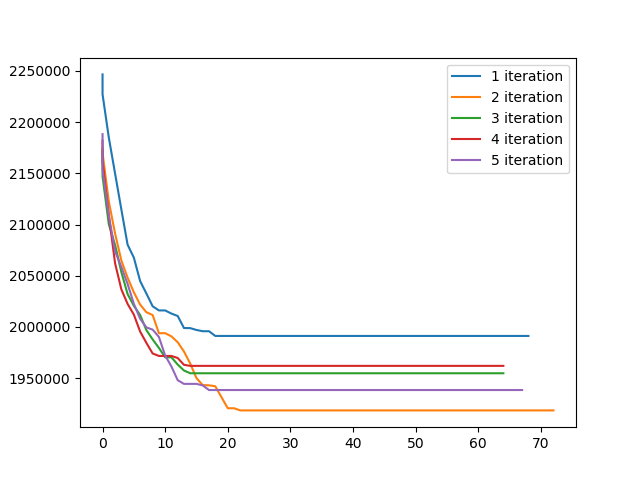 2250000
2200000
2150000
2100000
2050000
2000000
1950000
0 10 20 30 40 50 60 70
1 iteration
2 iteration
3 iteration
4 iteration
5 iteration